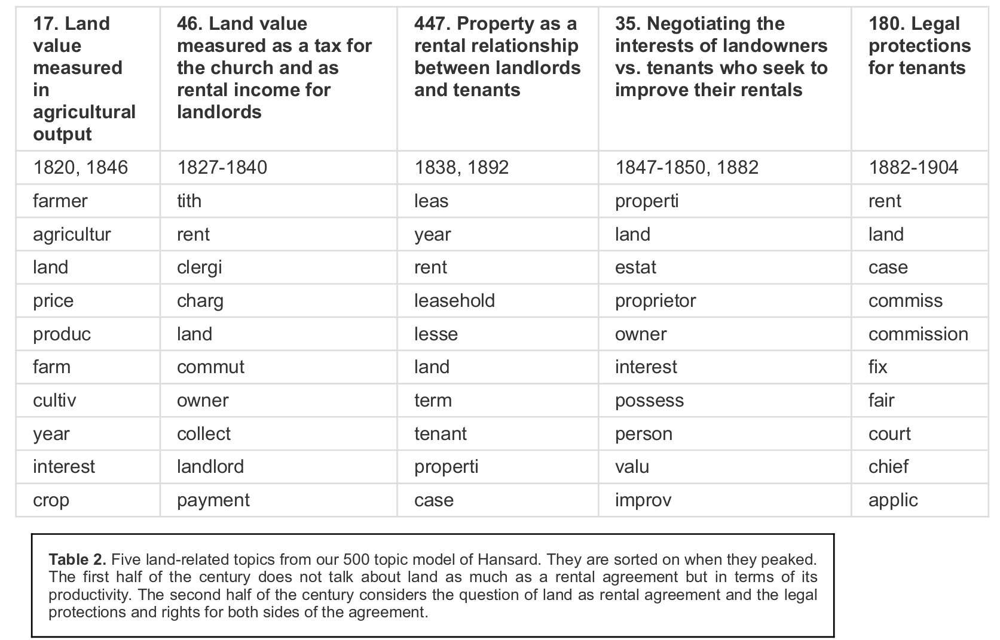 17. Land value measured in agricultural output | 46. Land value measured as a tax for the church and as rental income for landlords | 447. Property as a rental relationship between landlords and tenants | 35. Negotiating the interests of landowners vs. tenants who seek to improve their rentals | 180. Legal protections for tenants
1820, 1846 | 1827-1840 | 1838, 1892 | 1847-1850, 1882 | 1882-1904
farmer | tith | leas | properti | rent
agricultur | rent | year | land | land
land | clergi | rent | estat | case
price | charg | leasehold | proprietor | commiss
produc | land | lesse | owner | commission
farm | commut | land | interest | fix
cultiv | owner | term | possess | fair
year | collect | tenant | person | court
interest | landlord | properti | valu | chief
crop | payment | case | improv | applic
Table 2. Five land-related topics from our 500 topic model of Hansard. They are sorted on when they peaked.
The first half of the century does not talk about land as much as a rental agreement but in terms of its
productivity. The second half of the century considers the question of land as rental agreement and the legal
protections and rights for both sides of the agreement.